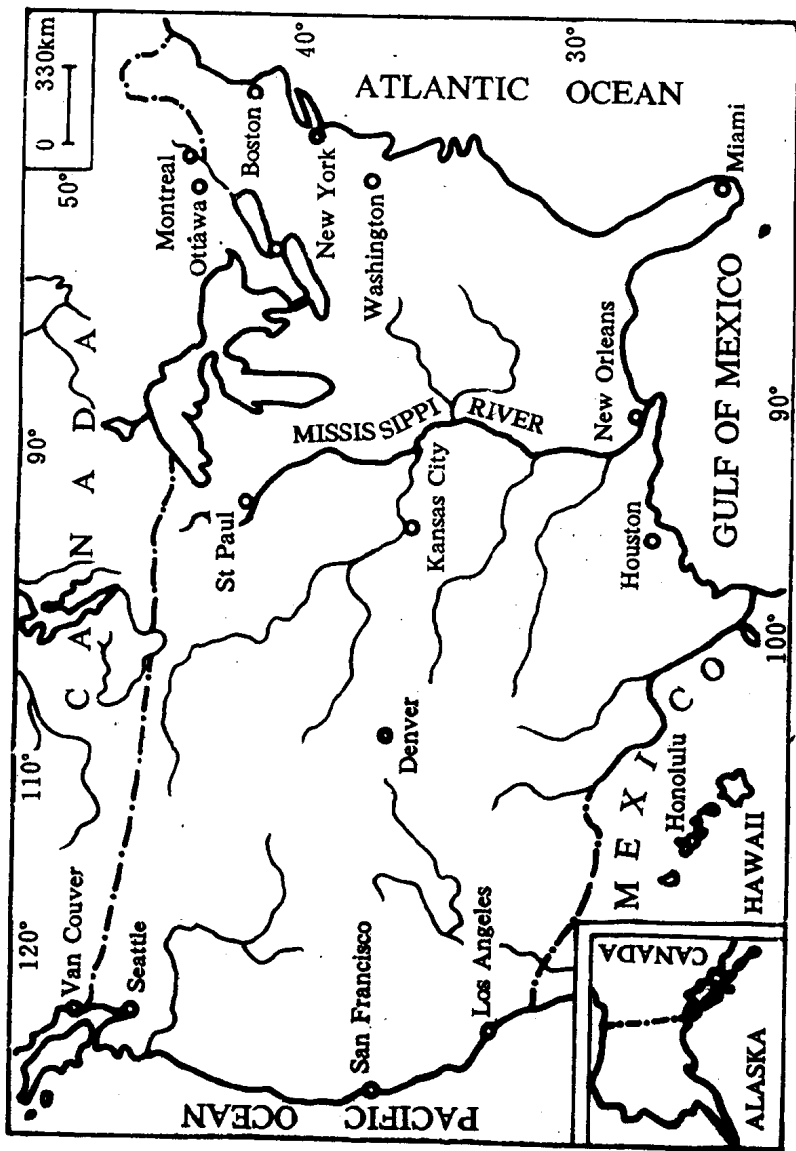 120°
110°
90°
50°
0 330km
Van Couver
CANADA
Montreal
Ottawa
Seattle
Boston
40°
St Paul
New York
MISSISSIPPI RIVER
Washington
San Francisco
Denver
Kansas City
PACIFIC OCEAN
ATLANTIC OCEAN
Los Angeles
30°
New Orleans
Houston
MEXICO
Honolulu
Miami
GULF OF MEXICO
CANADA
ALASKA
HAWAII
100°
90°